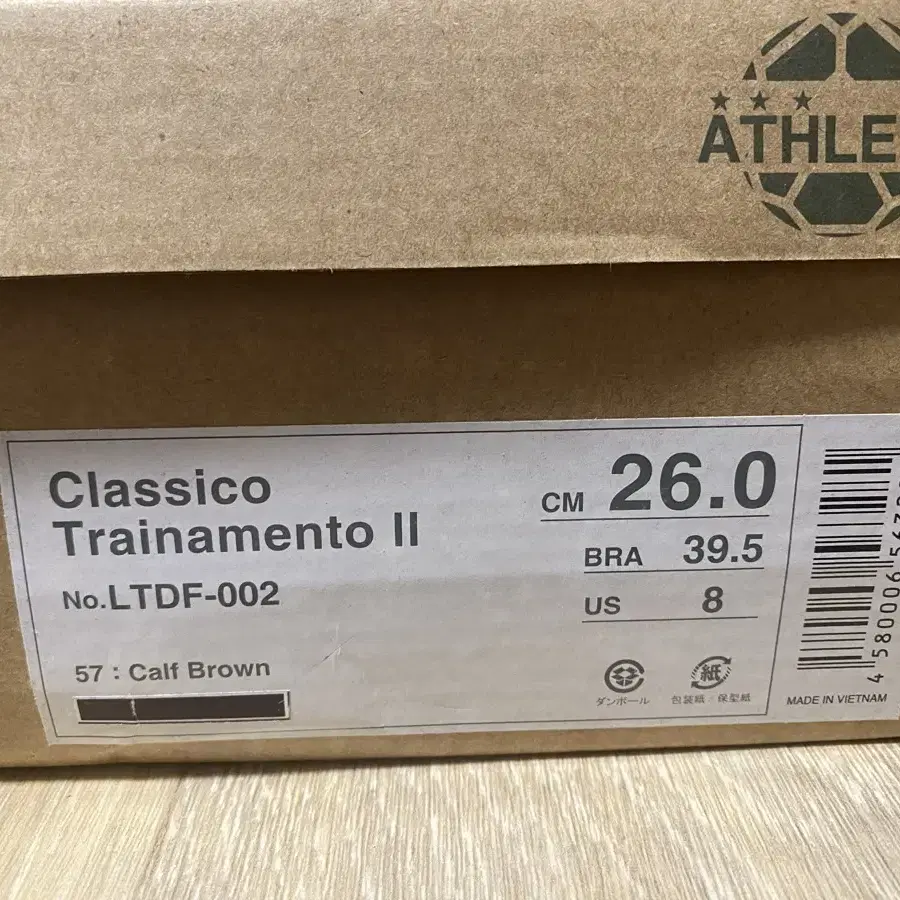 ATHLE
Classico
Trainamento II
No.LTDF-002
57 : Calf Brown
CM 26.0
BRA 39.5
US 8
紙
ダンボール
包装紙・保型紙
MADE IN VIETNAM